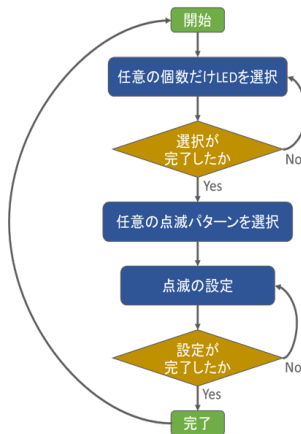 開始
任意の個数だけLEDを選択
選択が
完了したか
No
Yes
任意の点滅パターンを選択
点滅の設定
設定が
完了したか
No
Yes
完了